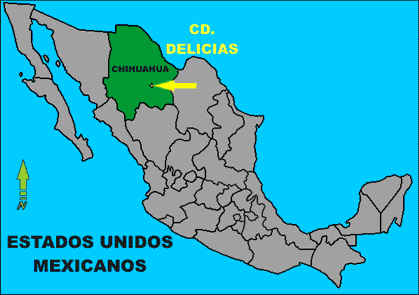 CD.
DELICIAS
CHIHUAHUA
N
ESTADOS UNIDOS
MEXICANOS